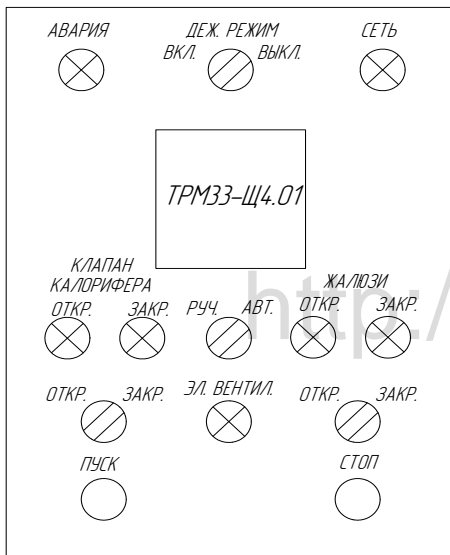 АВАРИЯ ДЕЖ. РЕЖИМ СЕТЬ
ВКЛ. ВЫКЛ.
ТРМ33-Щ4.01
КЛАПАН
КАЛОРИФЕРА ЖАЛЮЗИ
ОТКР. ЗАКР. РУЧ. АВТ. ОТКР. ЗАКР.
http:/
ОТКР. ЗАКР. ЭЛ. ВЕНТИЛ. ОТКР. ЗАКР.
ПУСК СТОП